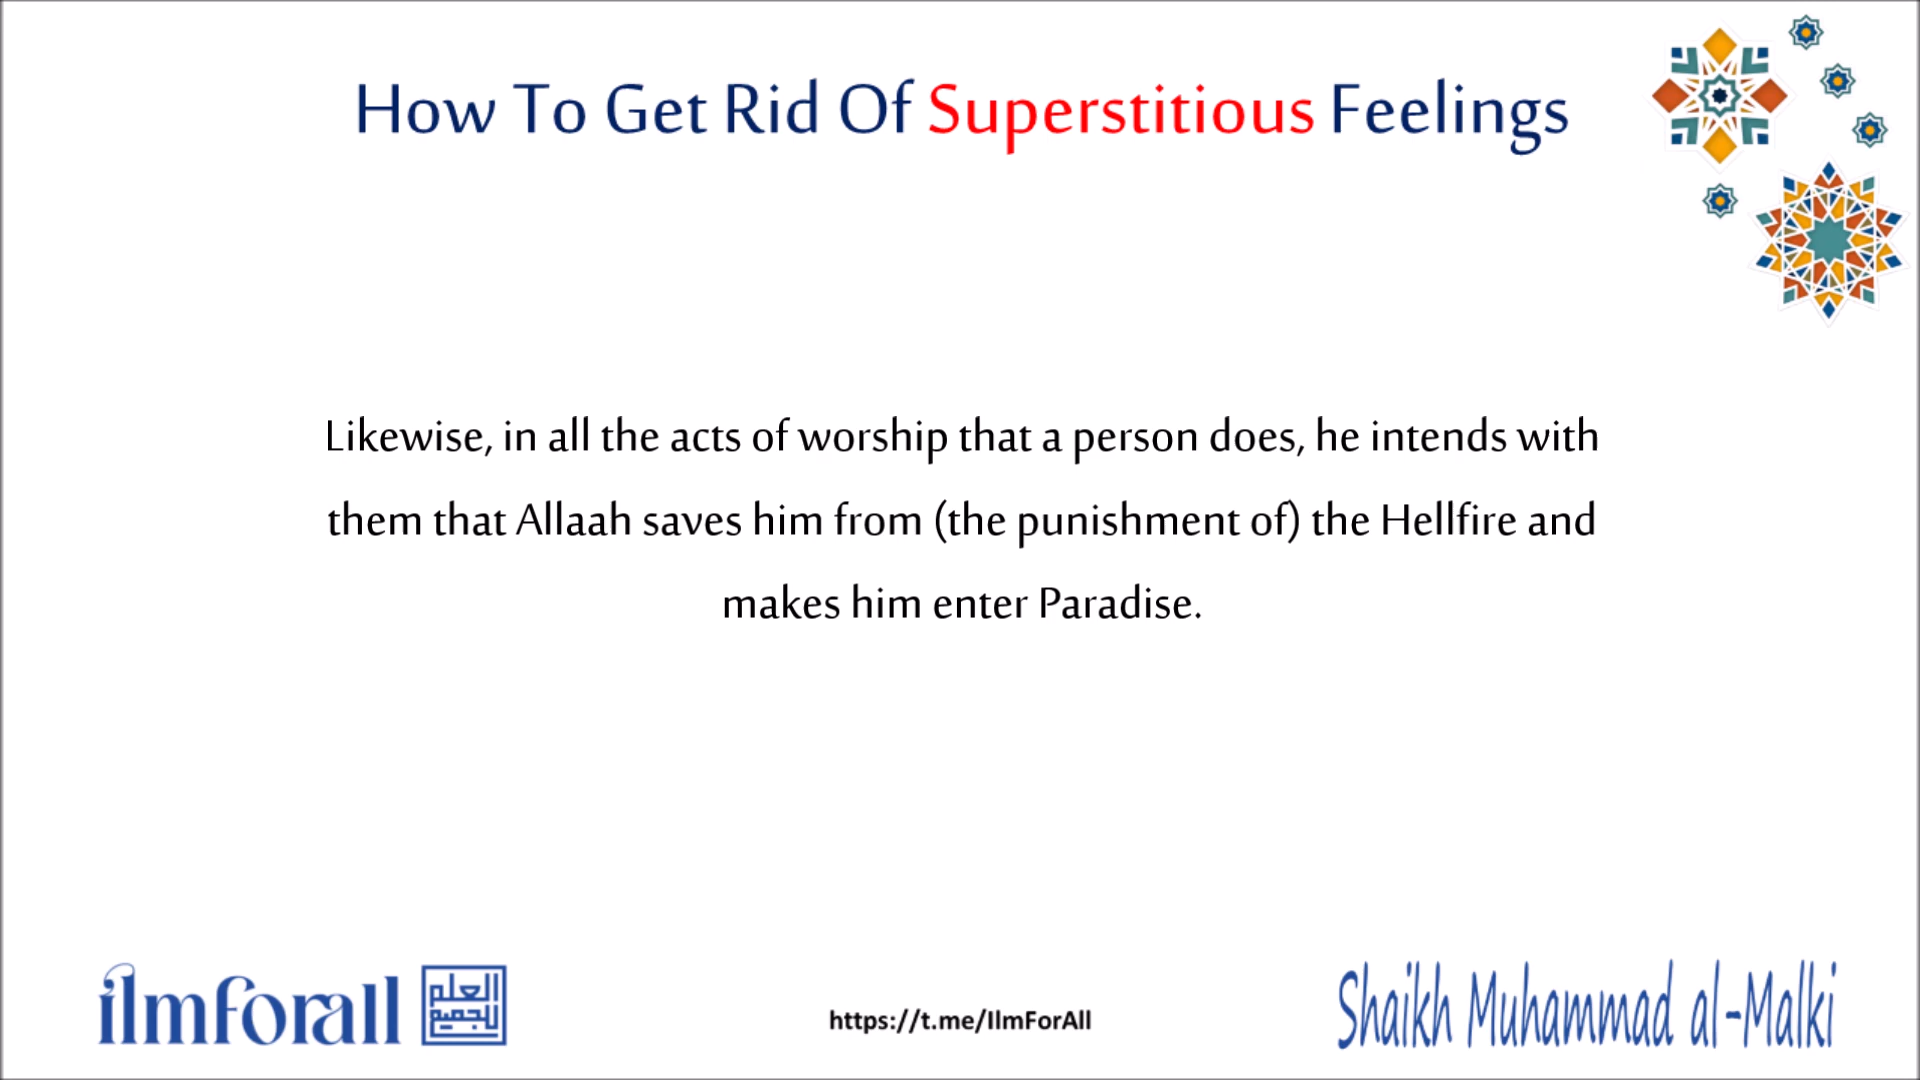 How To Get Rid Of Superstitious Feelings
Likewise, in all the acts of worship that a person does, he intends with
them that Allaah saves him from (the punishment of) the Hellfire and
makes him enter Paradise.
ilmforall
العلم
للجميع
https://t.me/IlmForAll
Shaikh Muhammad al-Malki